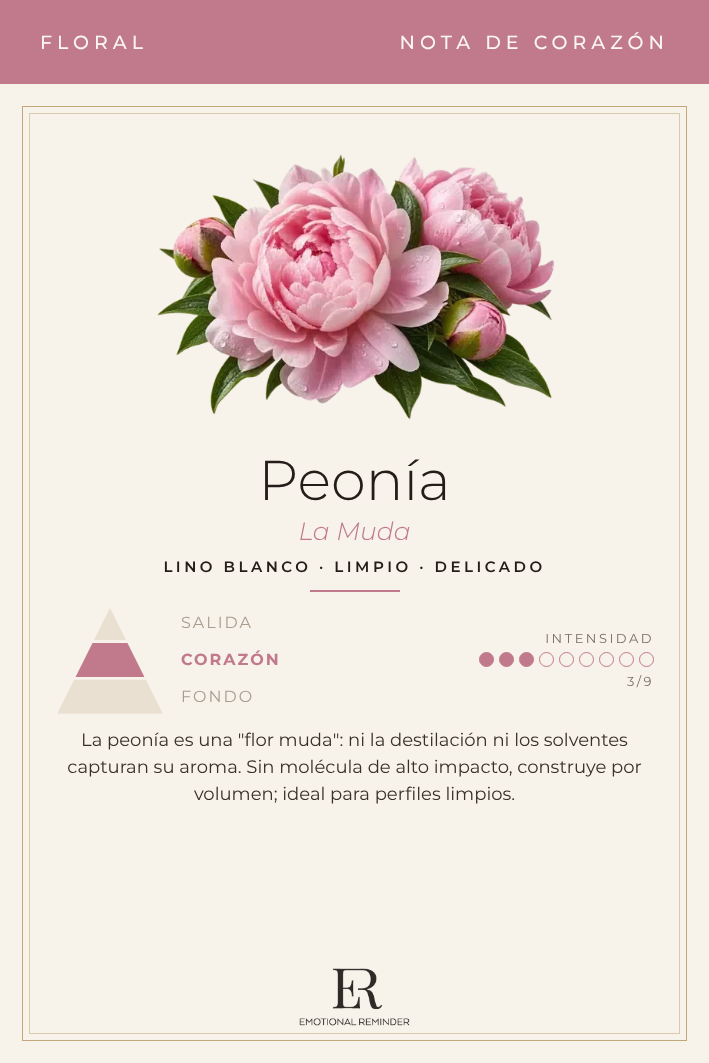 FLORAL
NOTA DE CORAZÓN
Peonía
La Muda
LINO BLANCO · LIMPIO · DELICADO
SALIDA
CORAZÓN
FONDO
INTENSIDAD
3/9
La peonía es una "flor muda": ni la destilación ni los solventes
capturan su aroma. Sin molécula de alto impacto, construye por
volumen; ideal para perfiles limpios.
ER
EMOTIONAL REMINDER